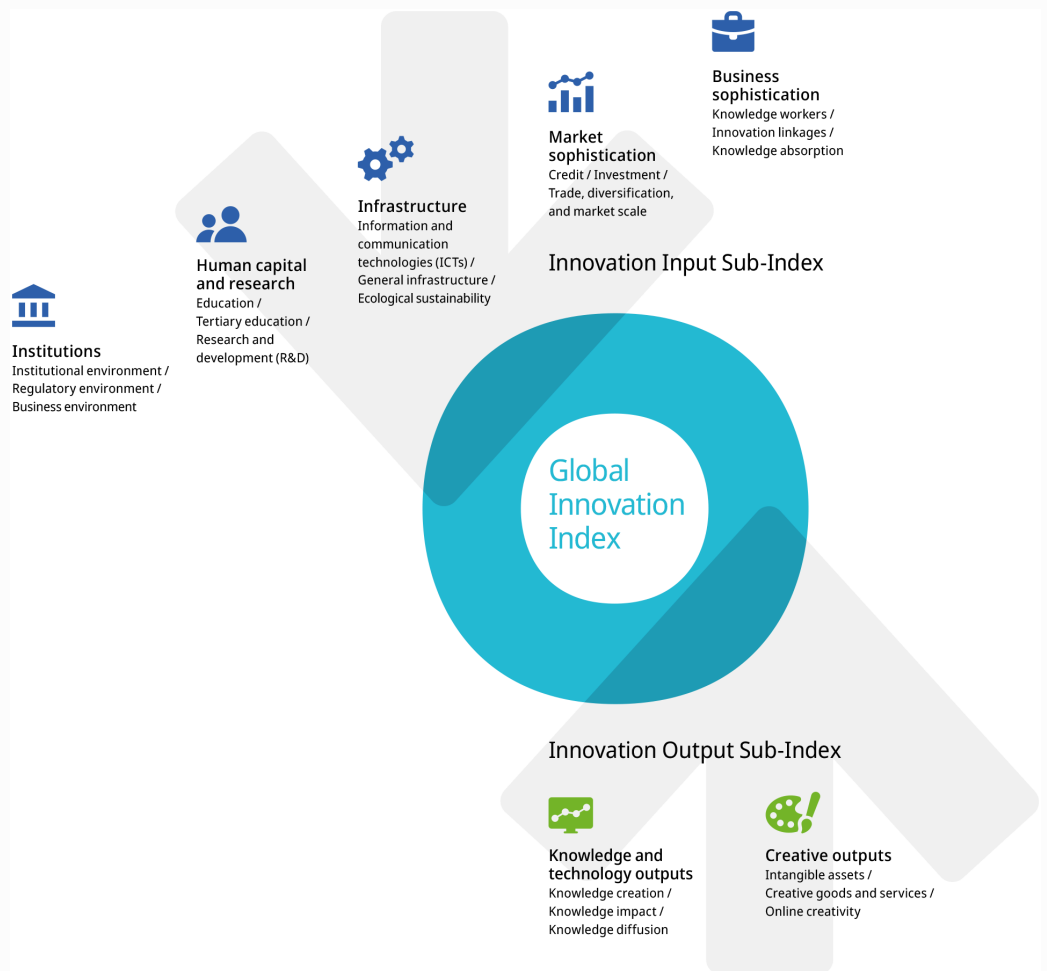 Business
sophistication
Knowledge workers /
Innovation linkages /
Knowledge absorption
Market
sophistication
Credit / Investment /
Trade, diversification,
and market scale
Infrastructure
Information and
communication
technologies (ICTs) /
General infrastructure /
Ecological sustainability
Human capital
and research
Education /
Tertiary education /
Research and
development (R&D)
Institutions
Institutional environment /
Regulatory environment /
Business environment
Innovation Input Sub-Index
Global
Innovation
Index
Innovation Output Sub-Index
Knowledge and
technology outputs
Knowledge creation /
Knowledge impact /
Knowledge diffusion
Creative outputs
Intangible assets /
Creative goods and services /
Online creativity